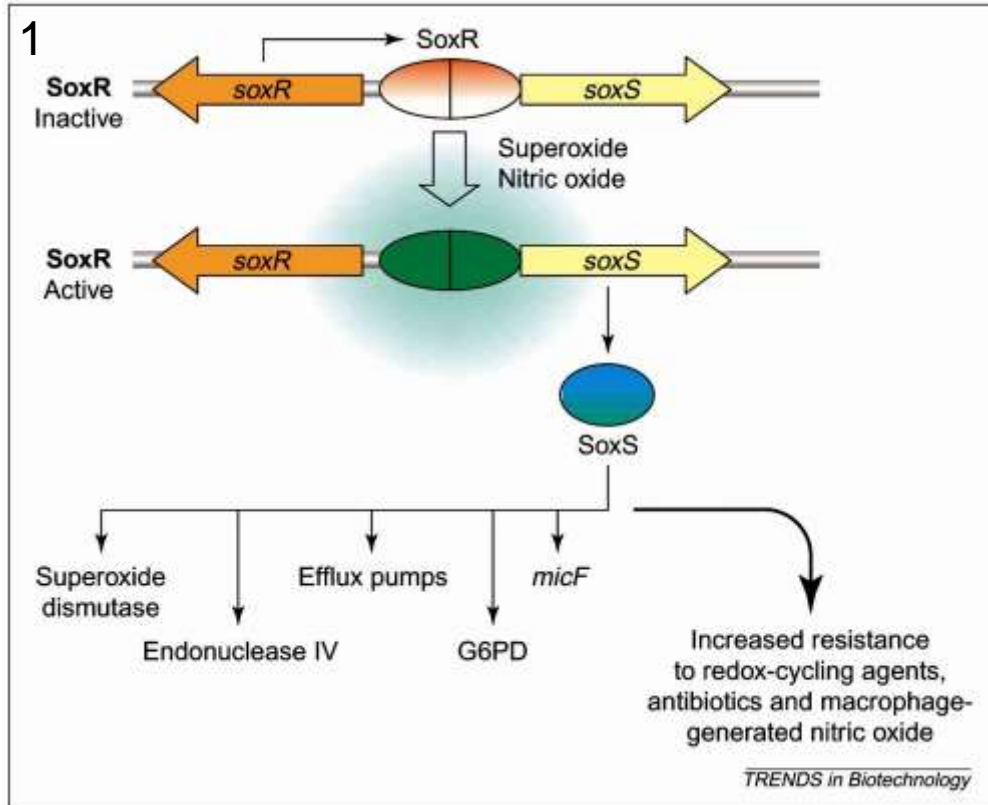 1
SoxR
SoxR
Inactive
soxR
soxS
Superoxide
Nitric oxide
SoxR
Active
soxR
soxS
SoxS
Superoxide
dismutase
Efflux pumps
micF
Endonuclease IV
G6PD
Increased resistance
to redox-cycling agents,
antibiotics and macrophage-
generated nitric oxide
TRENDS in Biotechnology